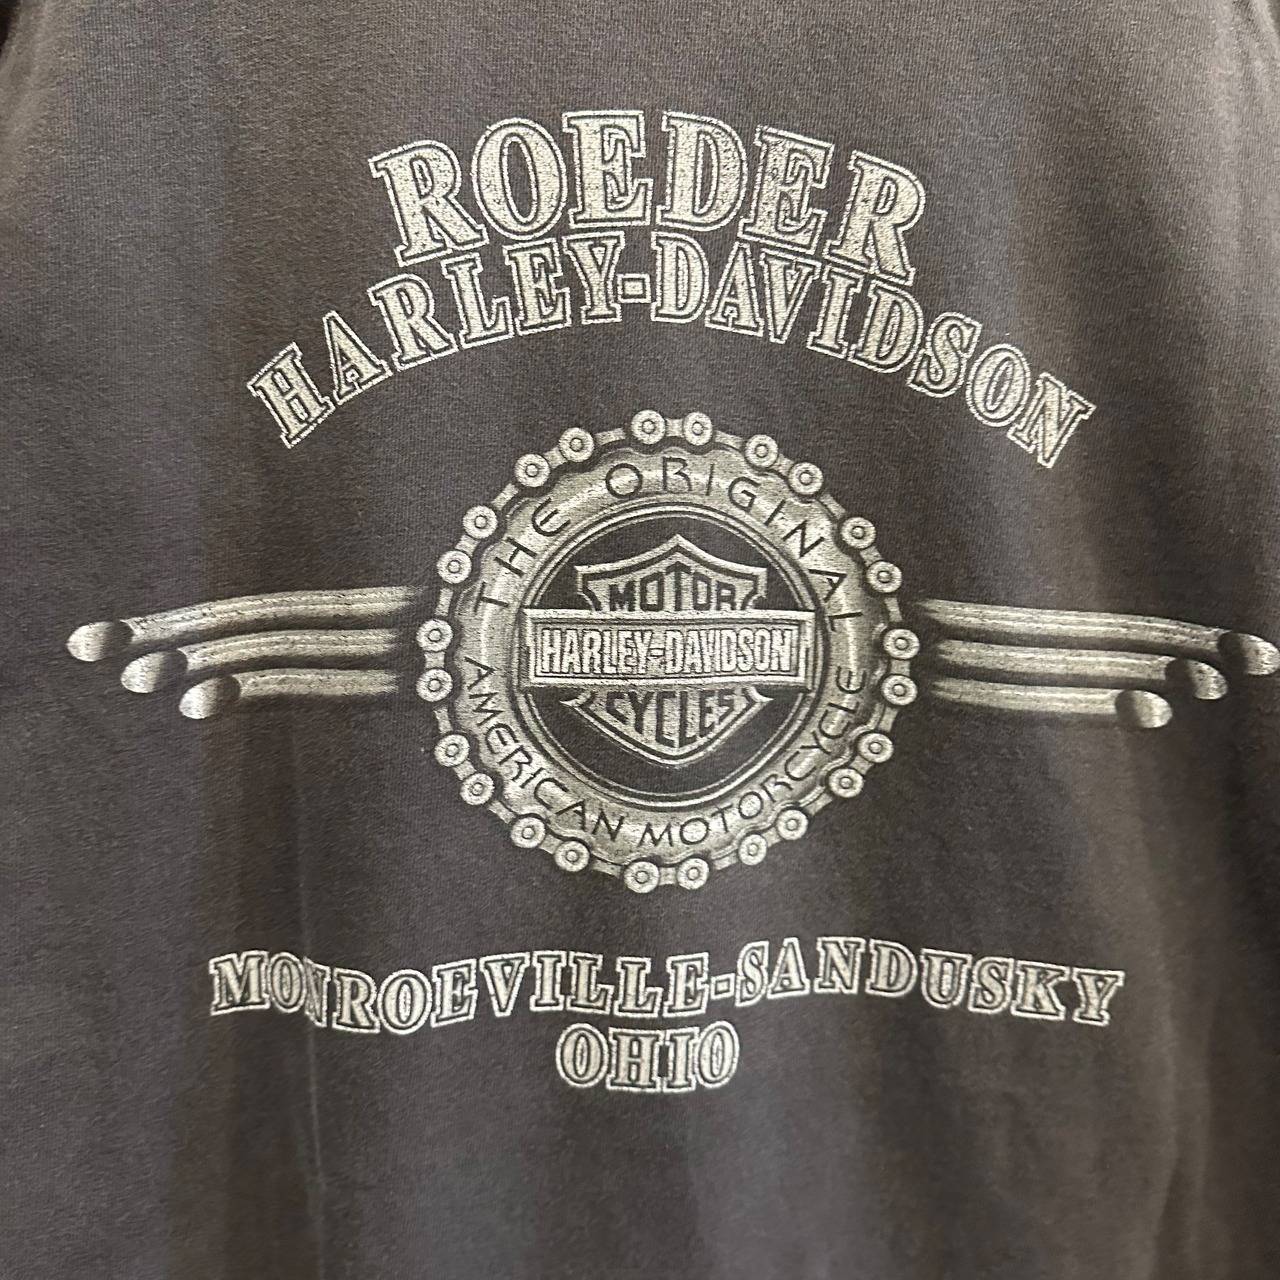 ROEDER
HARLEY-DAVIDSON
THE ORIGINAL
MOTOR
HARLEY-DAVIDSON
CYCLES
AMERICAN MOTORCYCLE
MONROEVILLE-SANDUSKY
OHIO